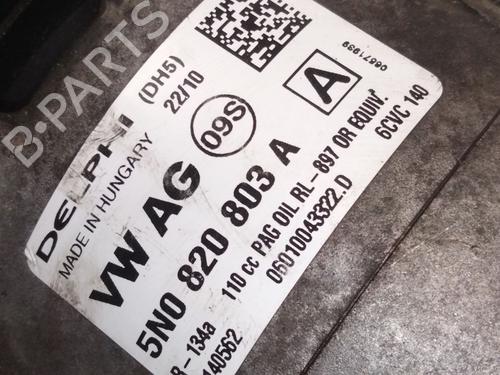 DELPHI
(DH5)
MADE IN HUNGARY
22/10
VW AG
09S
A
06571939
5N0 820 803 A
R-134a
110 cc PAG OIL RL-897 OR EQUIV.
6CVC 140
140562
06010043322.D
B-PARTS